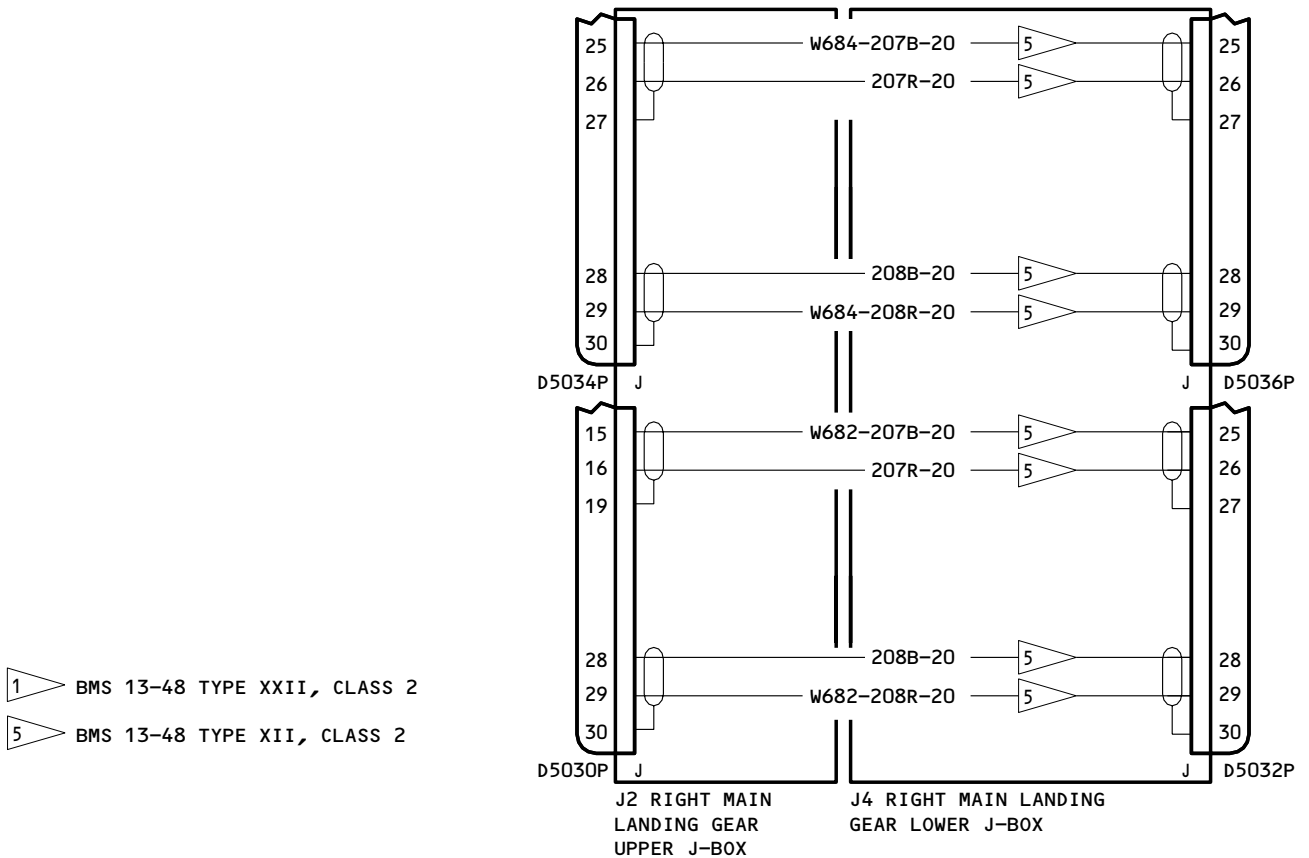 25 W684-207B-20 5 25
26 207R-20 5 26
27 27
28 208B-20 5 28
29 W684-208R-20 5 29
30 30
D5034P J J D5036P
15 W682-207B-20 5 25
16 207R-20 5 26
19 27
28 208B-20 5 28
29 W682-208R-20 5 29
30 30
D5030P J J D5032P
1 BMS 13-48 TYPE XXII, CLASS 2
5 BMS 13-48 TYPE XII, CLASS 2
J2 RIGHT MAIN
LANDING GEAR
UPPER J-BOX
J4 RIGHT MAIN LANDING
GEAR LOWER J-BOX